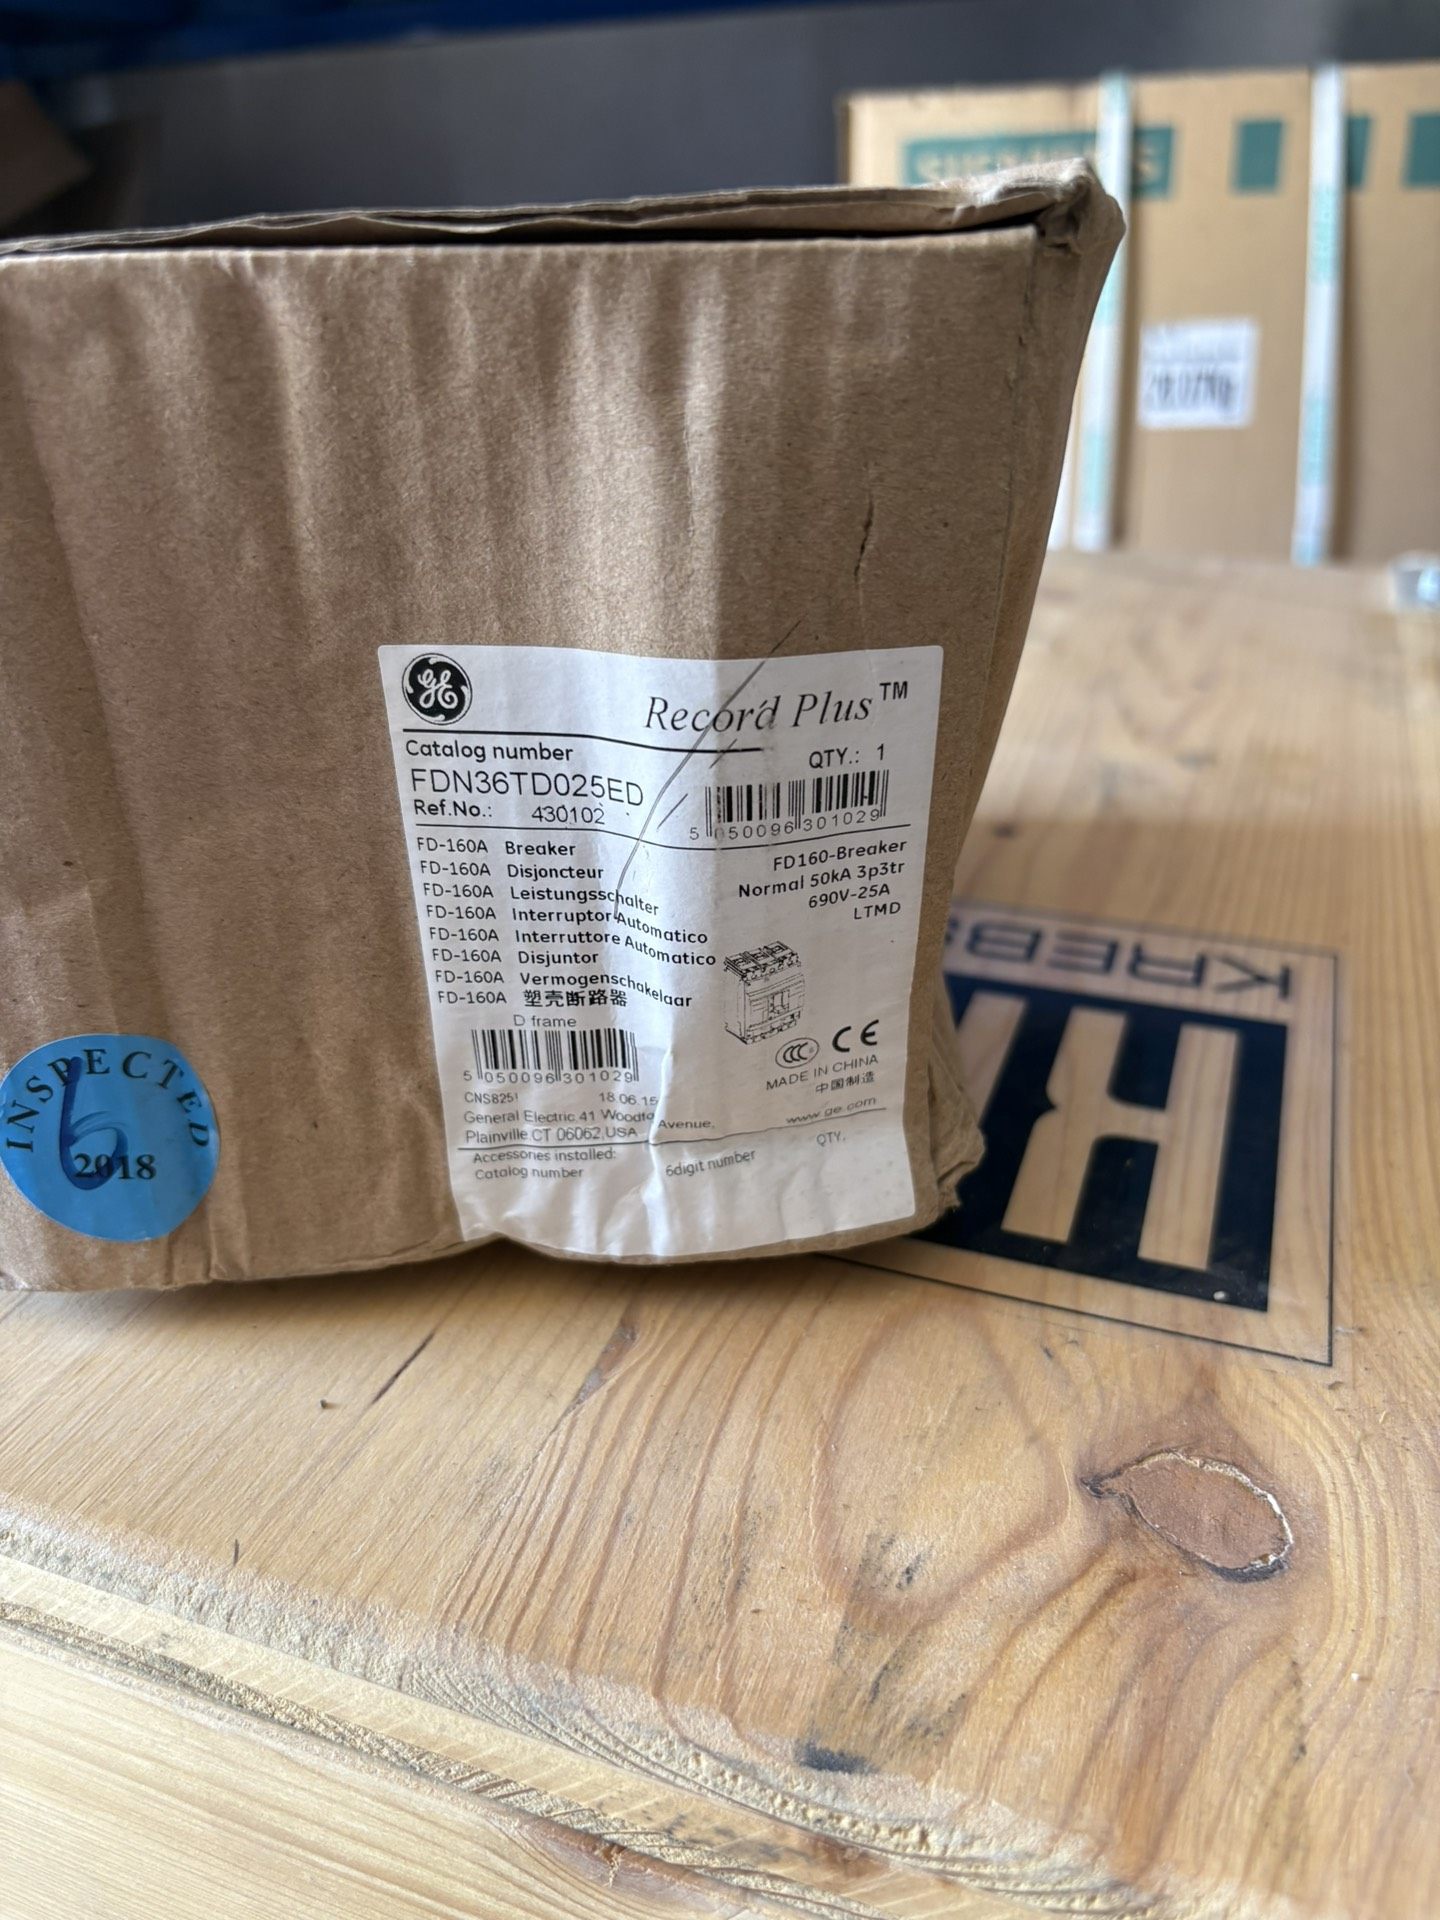 SIEMENS
GE
Record Plus™
Catalog number
QTY.: 1
FDN36TD025ED
Ref.No.: 430102
5 050096 301029
FD-160A Breaker
FD-160A Disjoncteur
FD-160A Leistungsschalter
FD-160A Interruptor Automatico
FD-160A Interruttore Automatico
FD-160A Disjuntor
FD-160A Vermogenschakelaar
FD-160A 塑壳断路器
FD160-Breaker
Normal 50kA 3p3tr
690V-25A
LTMD
D frame
5 050096 301029
CCC CE
MADE IN CHINA
中国制造
18.06.15
General Electric,41 Avenue,
Plainville,CT 06062,USA
www.ge.com
Accessories installed:
QTY.
Catalog number 6digit number
INSPECTED
6
2018
KREBS
K